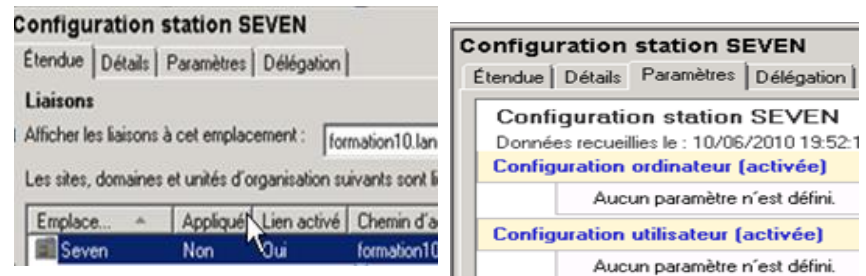 Configuration station SEVEN
Étendue Détails Paramètres Délégation
Liaisons
Afficher les liaisons à cet emplacement : formation10.lan
Les sites, domaines et unités d'organisation suivants sont
Emplace... Appliqué Lien activé Chemin d'a
Seven Non Oui formation10
Configuration station SEVEN
Étendue Détails Paramètres Délégation
Configuration station SEVEN
Données recueillies le : 10/06/2010 19:52:1
Configuration ordinateur (activée)
Aucun paramètre n'est défini.
Configuration utilisateur (activée)
Aucun paramètre n'est défini.